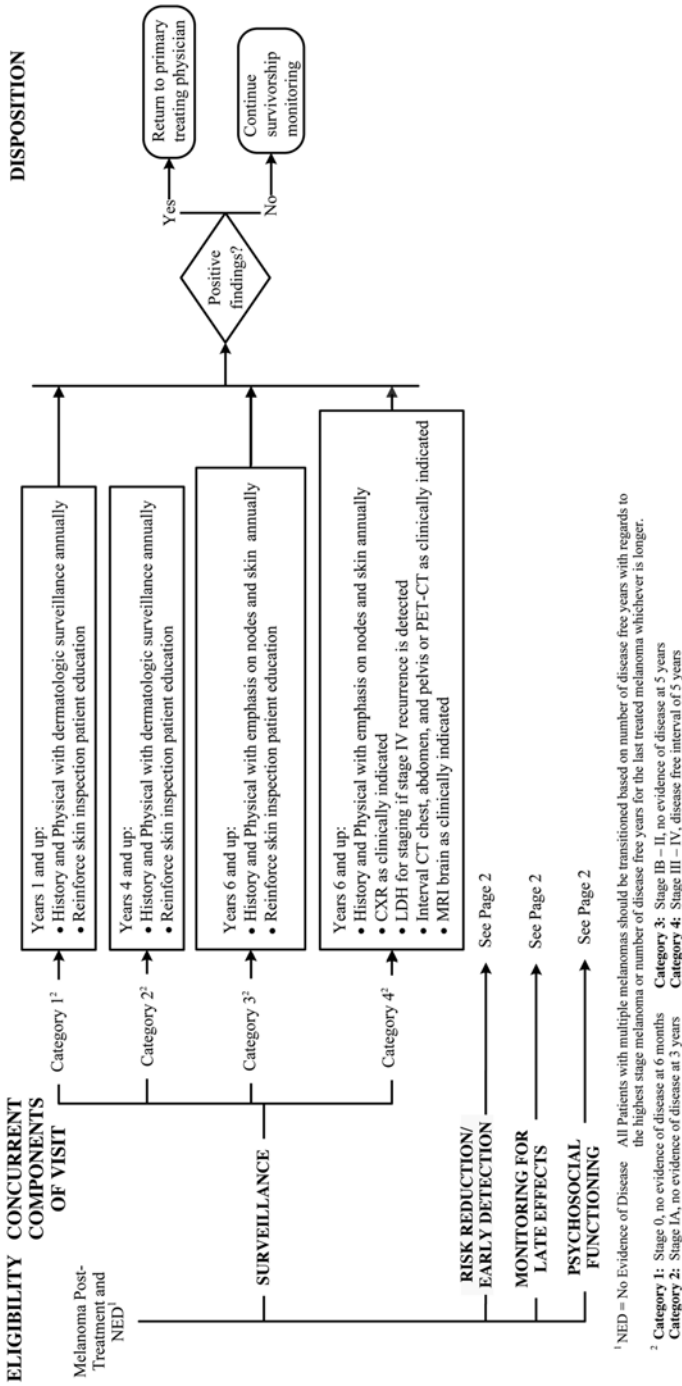 ELIGIBILITY
CONCURRENT
COMPONENTS
OF VISIT
DISPOSITION
Melanoma Post-
Treatment and
NED¹
SURVEILLANCE
Category 1²
Years 1 and up:
• History and Physical with dermatologic surveillance annually
• Reinforce skin inspection patient education
Category 2²
Years 4 and up:
• History and Physical with dermatologic surveillance annually
• Reinforce skin inspection patient education
Category 3²
Years 6 and up:
• History and Physical with emphasis on nodes and skin annually
• Reinforce skin inspection patient education
Category 4²
Years 6 and up:
• History and Physical with emphasis on nodes and skin annually
• CXR as clinically indicated
• LDH for staging if stage IV recurrence is detected
• Interval CT chest, abdomen, and pelvis or PET-CT as clinically indicated
• MRI brain as clinically indicated
Positive
findings?
Yes
Return to primary
treating physician
No
Continue
survivorship
monitoring
RISK REDUCTION/
EARLY DETECTION
See Page 2
MONITORING FOR
LATE EFFECTS
See Page 2
PSYCHOSOCIAL
FUNCTIONING
See Page 2
¹ NED = No Evidence of Disease All Patients with multiple melanomas should be transitioned based on number of disease free years with regards to
the highest stage melanoma or number of disease free years for the last treated melanoma whichever is longer.
² Category 1: Stage 0, no evidence of disease at 6 months Category 3: Stage IB – II, no evidence of disease at 5 years
Category 2: Stage IA, no evidence of disease at 3 years Category 4: Stage III – IV, disease free interval of 5 years